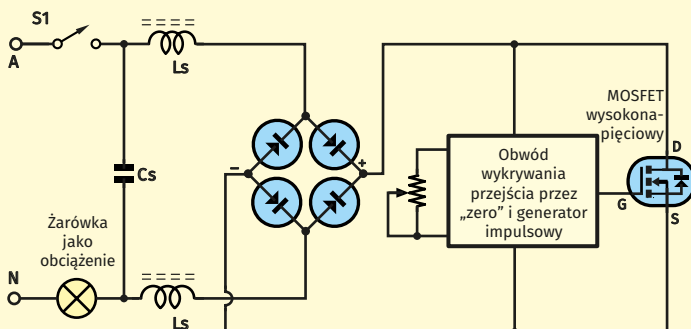 S1
A
Ls
MOSFET
wysokona-
pięciowy
D
Cs
–
+
Obwód
wykrywania
przejścia przez
„zero” i generator
impulsowy
G
S
Żarówka
jako
obciążenie
N
Ls